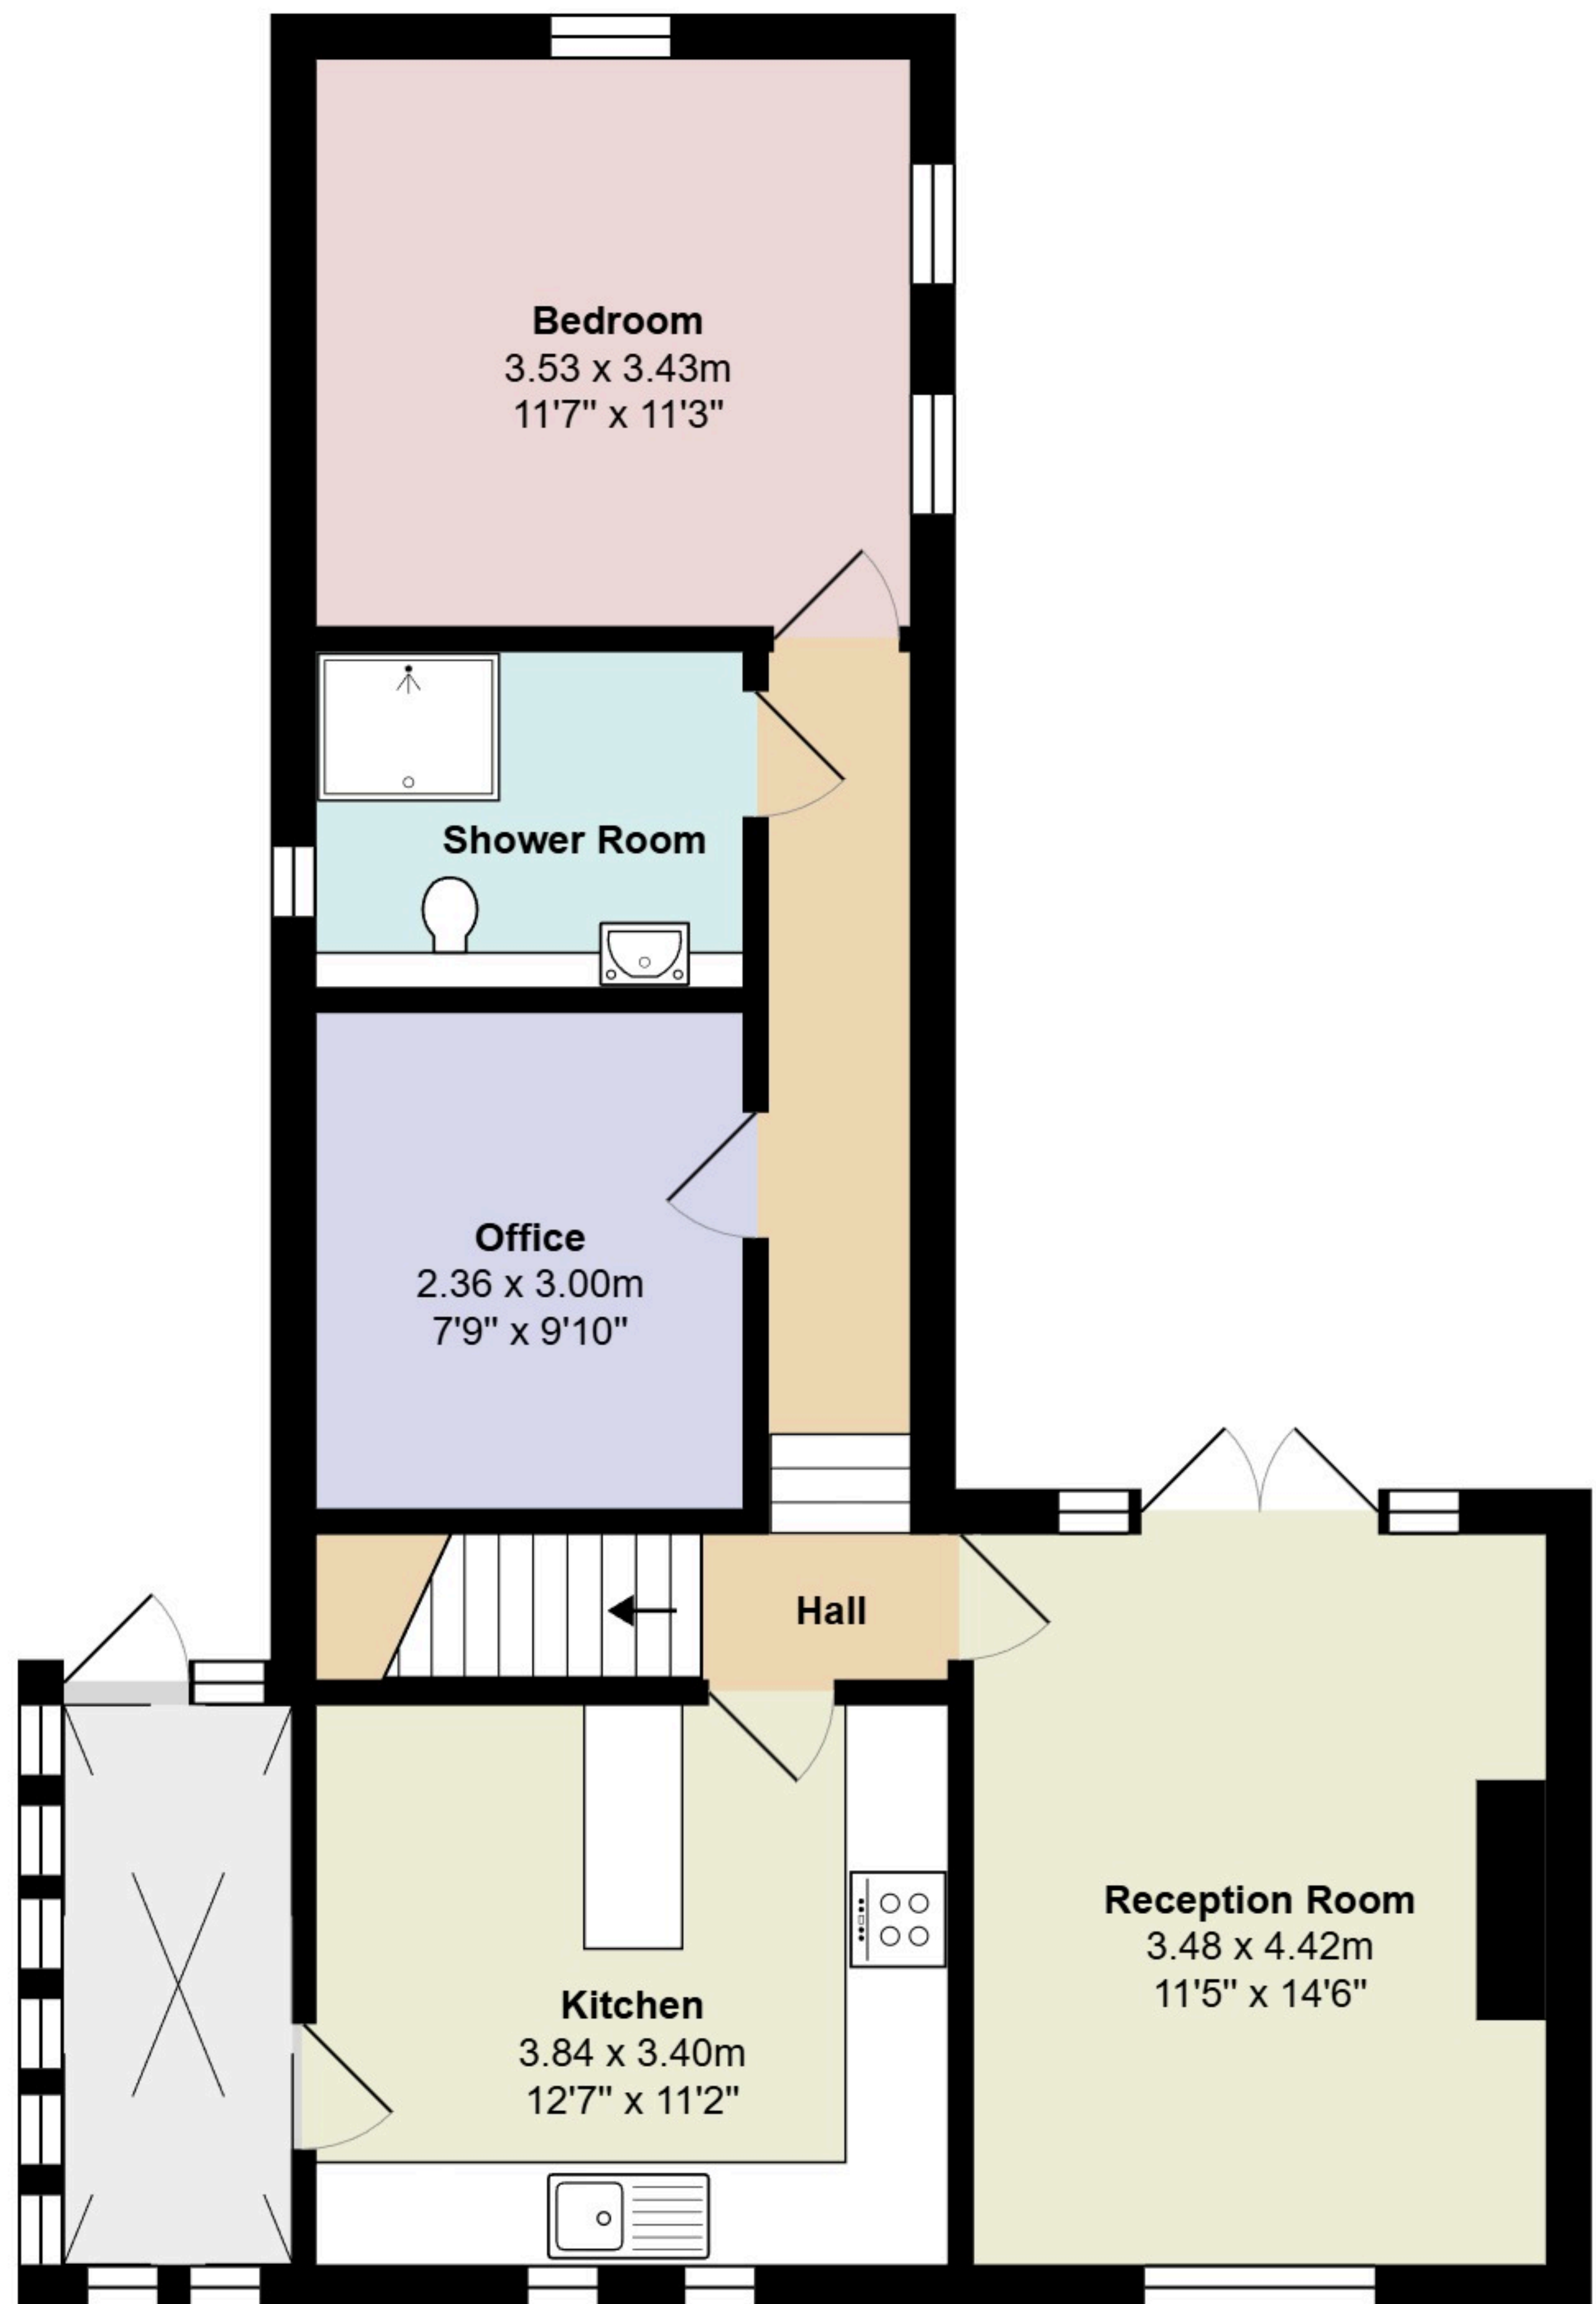 Bedroom
3.53 x 3.43m
11'7" x 11'3"
Shower Room
Office
2.36 x 3.00m
7'9" x 9'10"
Hall
Reception Room
3.48 x 4.42m
11'5" x 14'6"
Kitchen
3.84 x 3.40m
12'7" x 11'2"